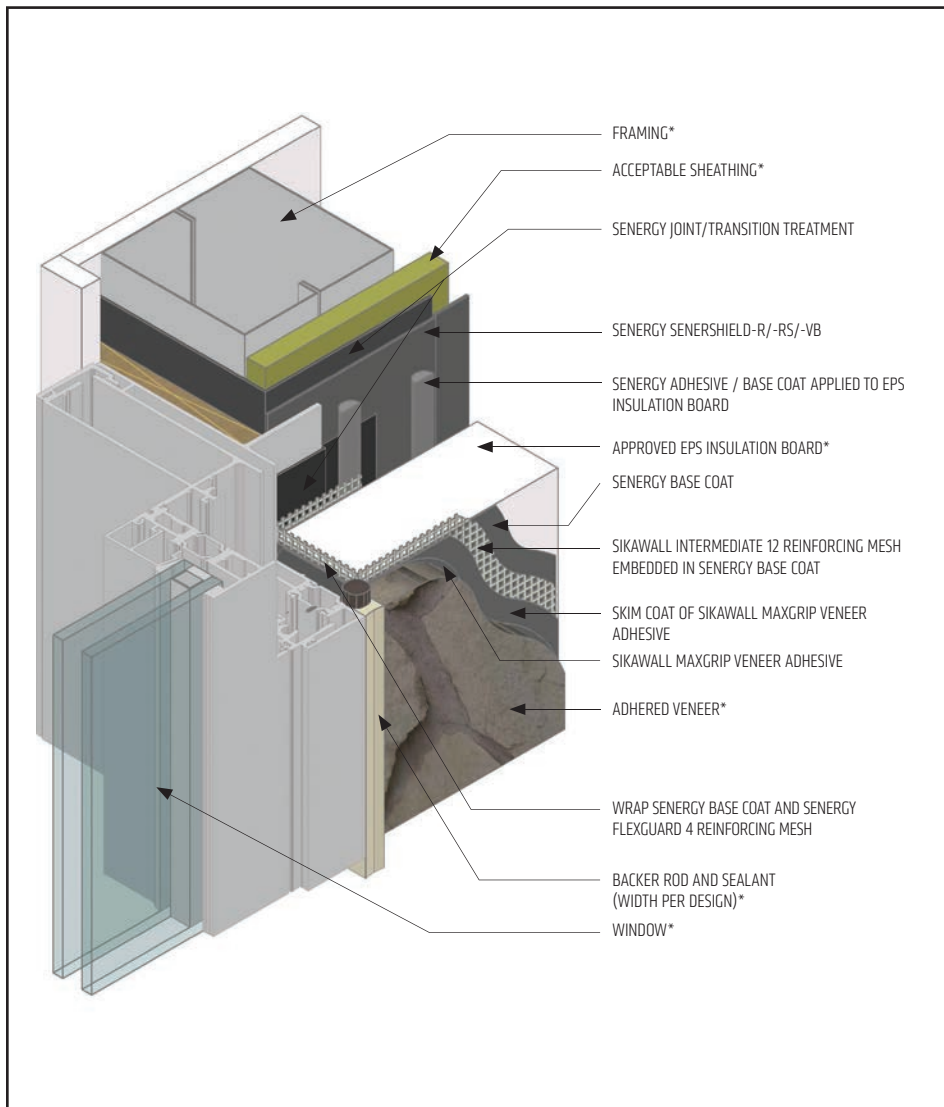 FRAMING*
ACCEPTABLE SHEATHING*
SENERGY JOINT/TRANSITION TREATMENT
SENERGY SENERSHIELD-R/-RS/-VB
SENERGY ADHESIVE / BASE COAT APPLIED TO EPS
INSULATION BOARD
APPROVED EPS INSULATION BOARD*
SENERGY BASE COAT
SIKAWALL INTERMEDIATE 12 REINFORCING MESH
EMBEDDED IN SENERGY BASE COAT
SKIM COAT OF SIKAWALL MAXGRIP VENEER
ADHESIVE
SIKAWALL MAXGRIP VENEER ADHESIVE
ADHERED VENEER*
WRAP SENERGY BASE COAT AND SENERGY
FLEXGUARD 4 REINFORCING MESH
BACKER ROD AND SEALANT
(WIDTH PER DESIGN)*
WINDOW*